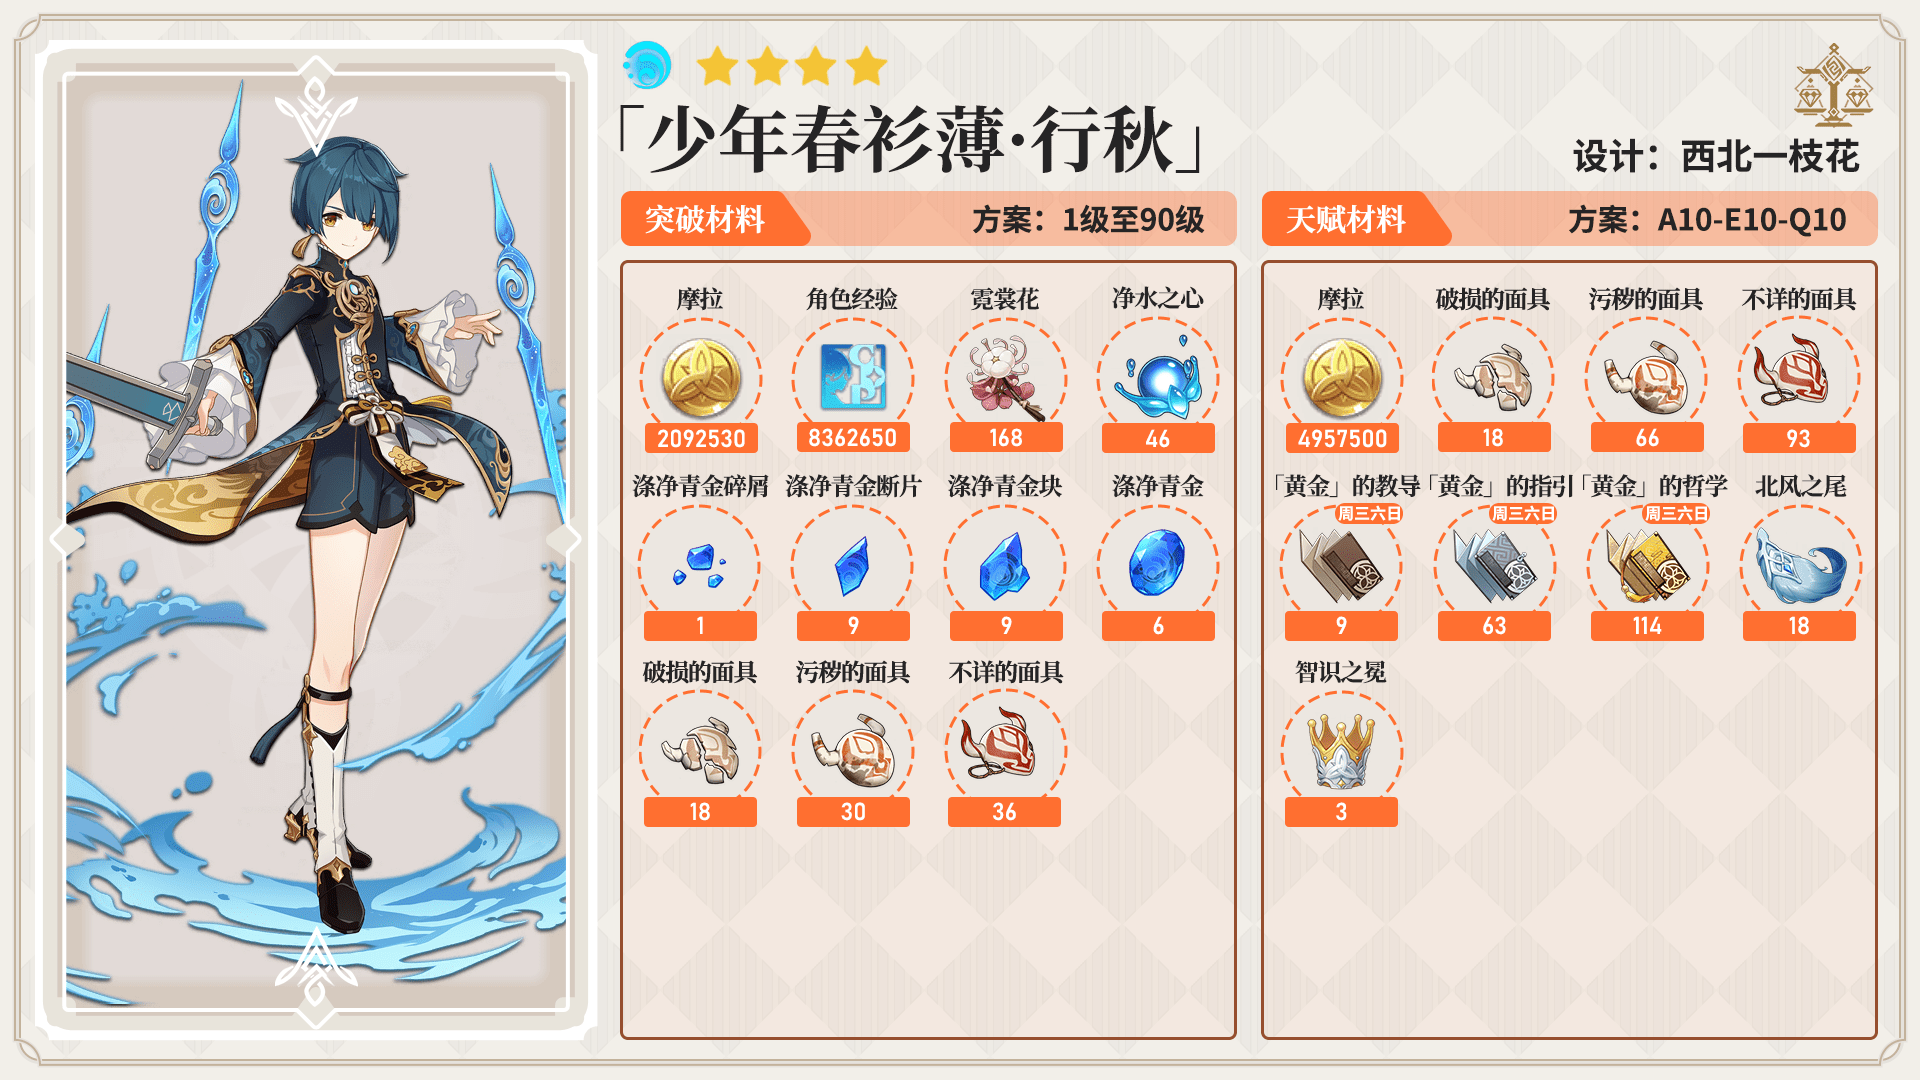 「少年春衫薄·行秋」
设计：西北一枝花
突破材料
方案：1级至90级
摩拉 角色经验 霓裳花 净水之心
2092530 8362650 168 46
涤净青金碎屑 涤净青金断片 涤净青金块 涤净青金
1 9 9 6
破损的面具 污秽的面具 不详的面具
18 30 36
天赋材料
方案：A10-E10-Q10
摩拉 破损的面具 污秽的面具 不详的面具
4957500 18 66 93
「黄金」的教导 「黄金」的指引 「黄金」的哲学 北风之尾
周三六日 周三六日 周三六日
9 63 114 18
智识之冕
3